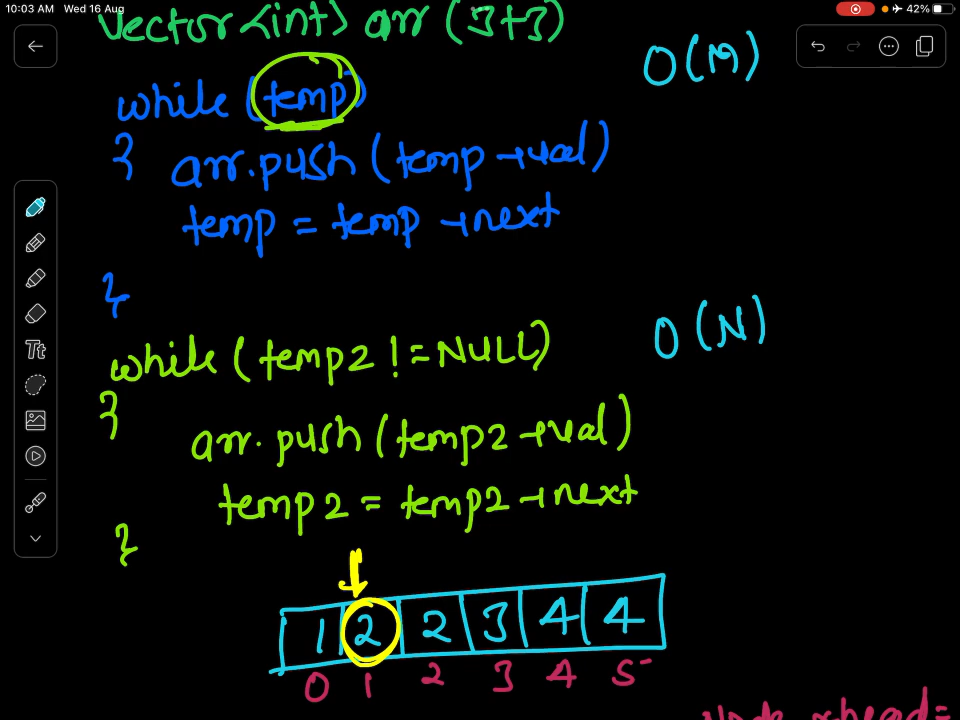 10:03 AM Wed 16 Aug
42%
vector<int> arr (3+3)
O(M)
while (temp)
{ arr.push (temp→val)
temp = temp →next
}
while (temp2 != NULL)
O(N)
{
arr.push (temp2→val)
temp2 = temp2→next
}
1 2 2 3 4 4
0 1 2 3 4 5
Tt